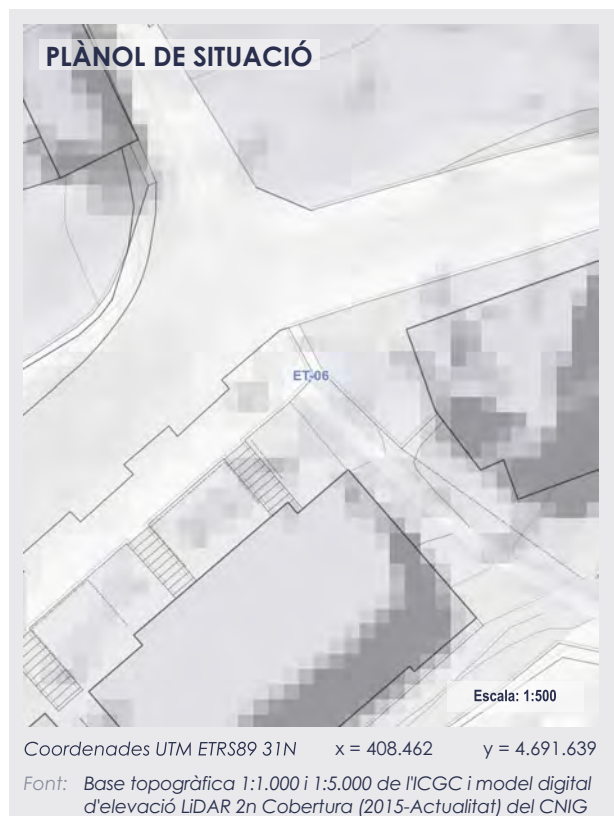 PLÀNOL DE SITUACIÓ
ET-06
Escala: 1:500
Coordenades UTM ETRS89 31N x = 408.462 y = 4.691.639
Font: Base topogràfica 1:1.000 i 1:5.000 de l'ICGC i model digital
d'elevació LiDAR 2n Cobertura (2015-Actualitat) del CNIG